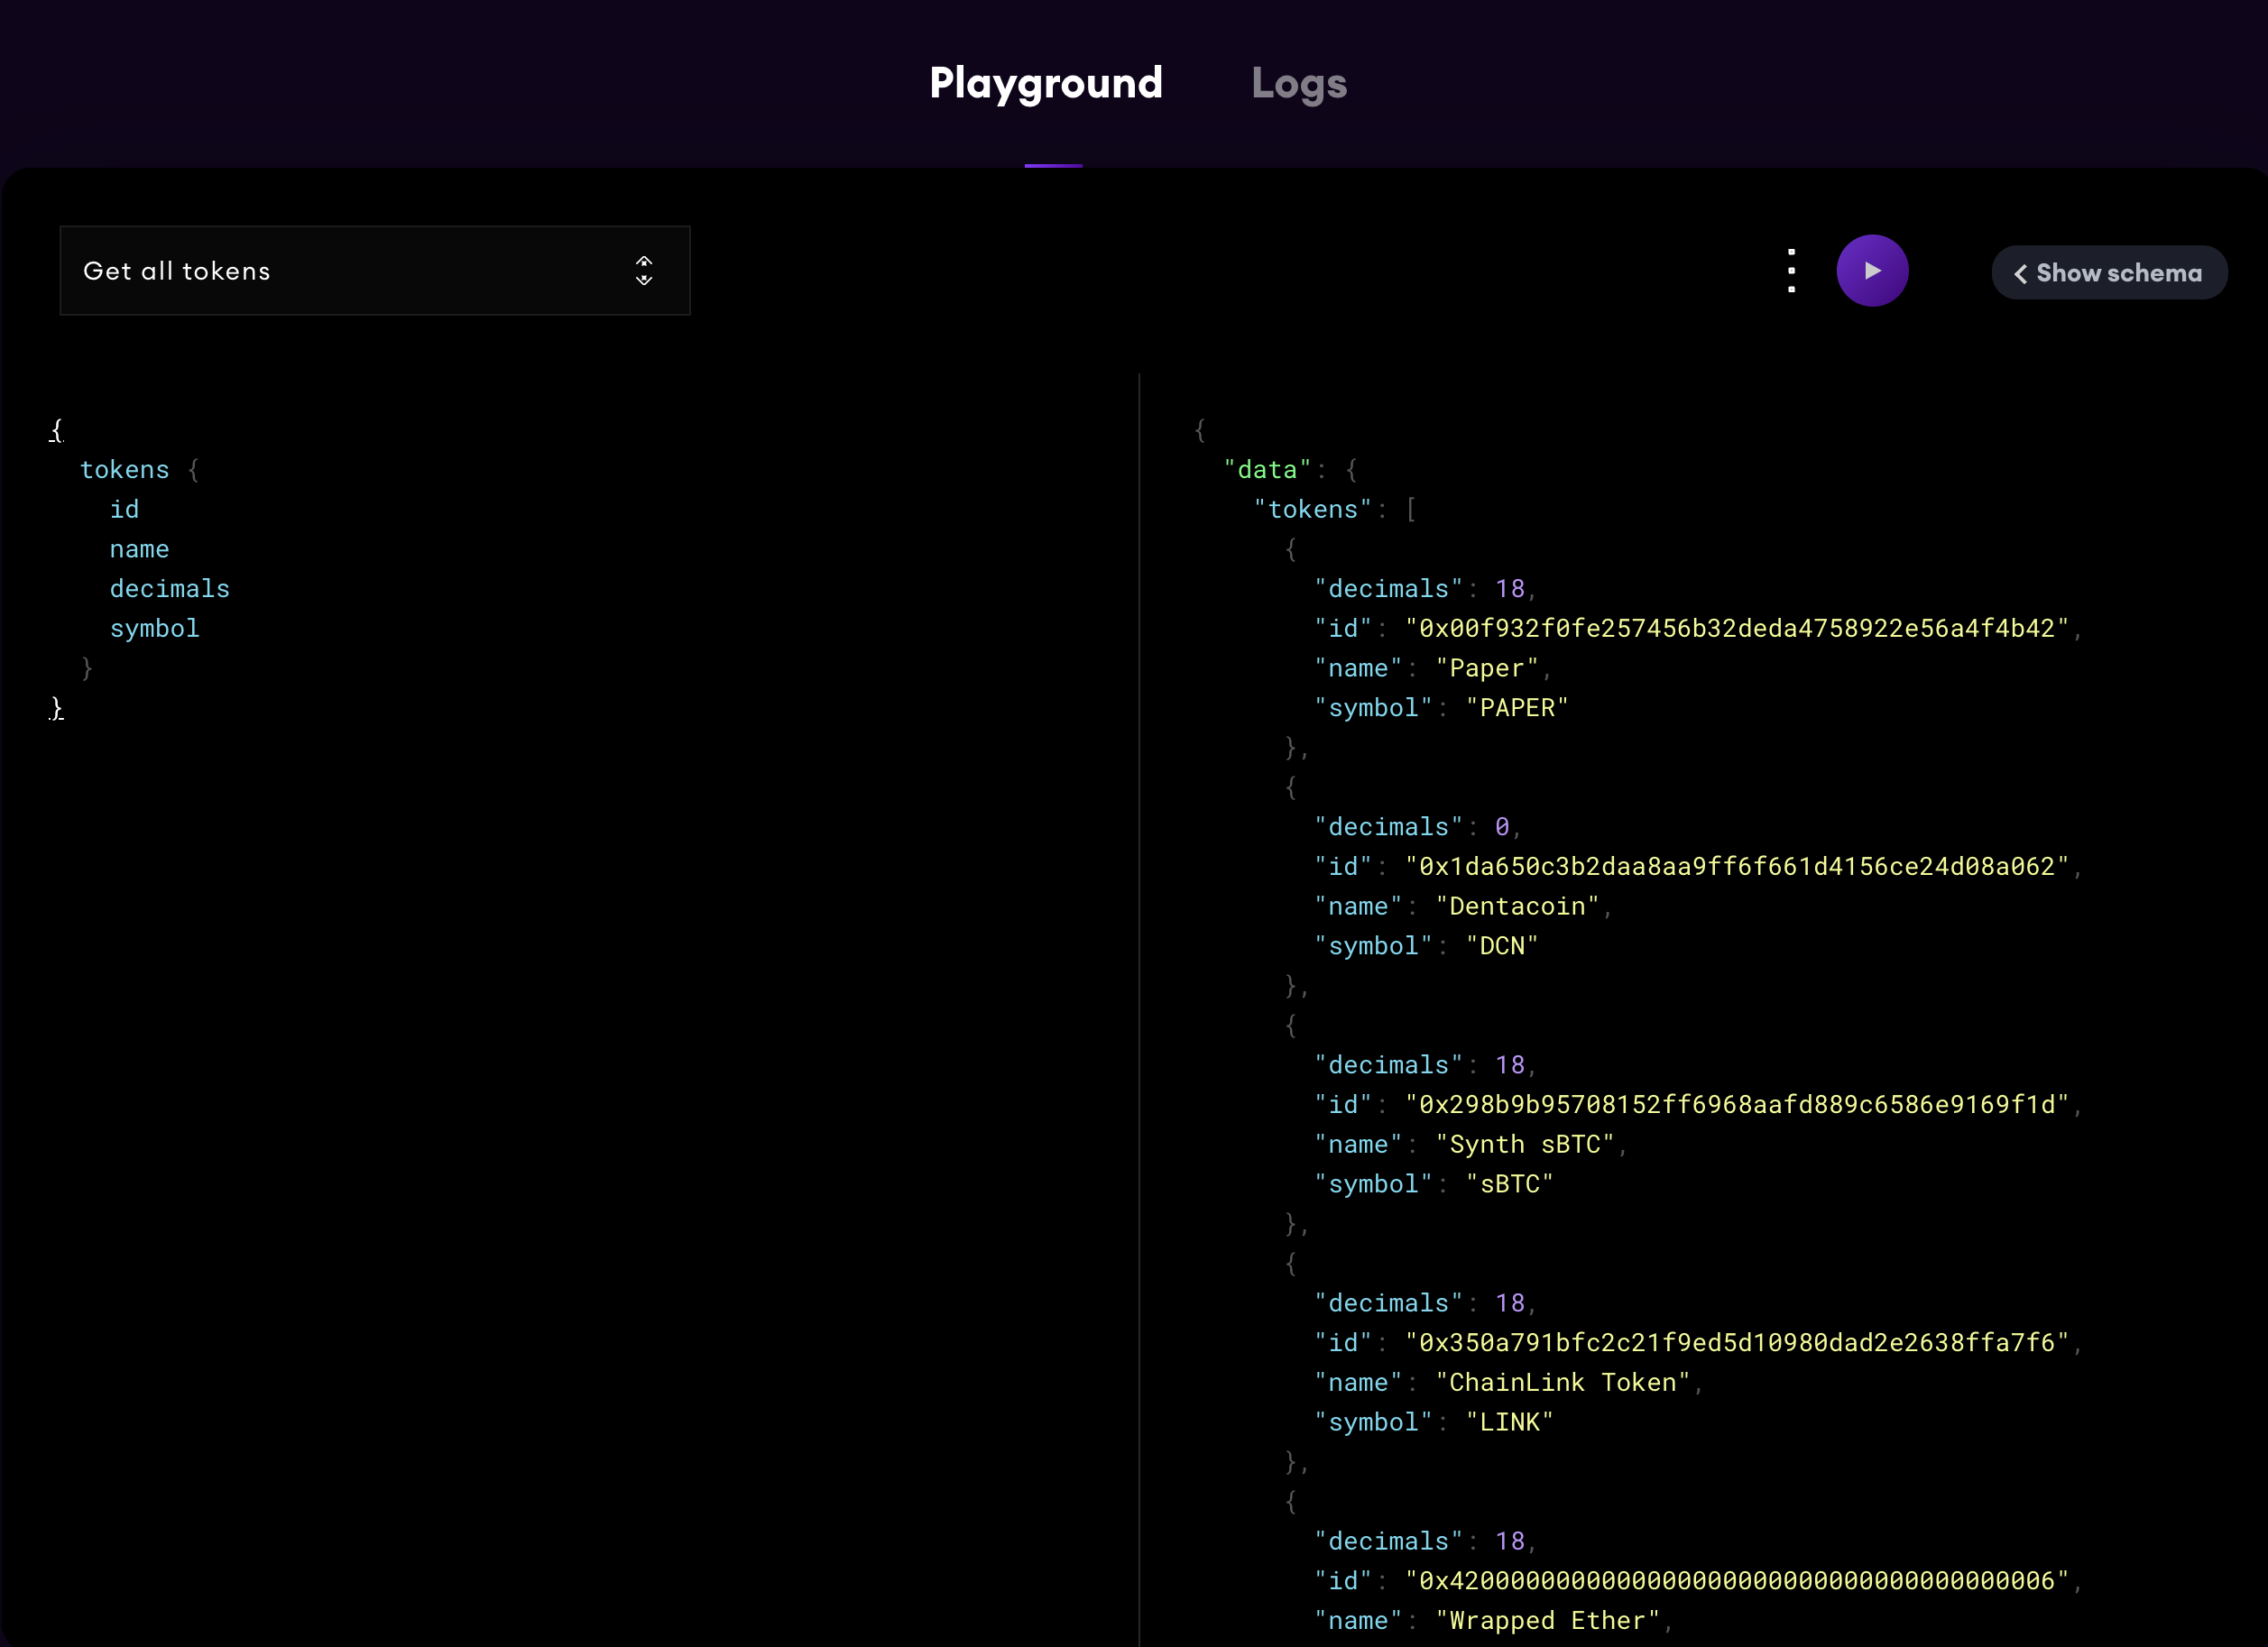 Playground Logs
Get all tokens
Show schema
{
  tokens {
    id
    name
    decimals
    symbol
  }
}
{
  "data": {
    "tokens": [
      {
        "decimals": 18,
        "id": "0x00f932f0fe257456b32deda4758922e56a4f4b42",
        "name": "Paper",
        "symbol": "PAPER"
      },
      {
        "decimals": 0,
        "id": "0x1da650c3b2daa8aa9ff6f661d4156ce24d08a062",
        "name": "Dentacoin",
        "symbol": "DCN"
      },
      {
        "decimals": 18,
        "id": "0x298b9b95708152ff6968aafd889c6586e9169f1d",
        "name": "Synth sBTC",
        "symbol": "sBTC"
      },
      {
        "decimals": 18,
        "id": "0x350a791bfc2c21f9ed5d10980dad2e2638ffa7f6",
        "name": "ChainLink Token",
        "symbol": "LINK"
      },
      {
        "decimals": 18,
        "id": "0x4200000000000000000000000000000000000006",
        "name": "Wrapped Ether",